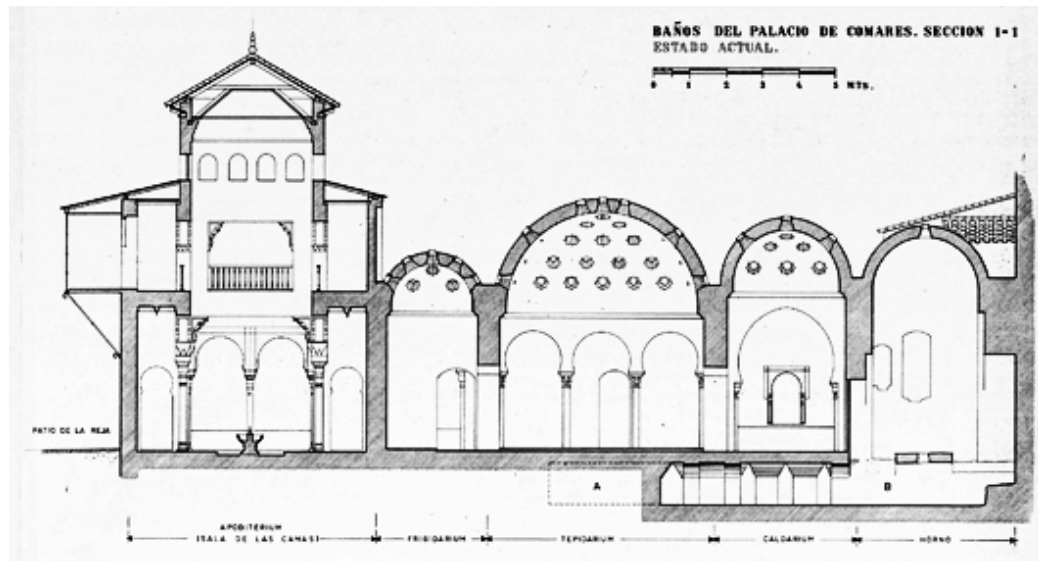 BAÑOS DEL PALACIO DE COMARES. SECCION 1-1
ESTADO ACTUAL.
0 1 2 3 4 5 MTS.
PATIO DE LA REJA
A
B
APODITERIUM
(SALA DE LAS CAMAS)
FRIGIDARIUM
TEPIDARIUM
CALDARIUM
HORNO